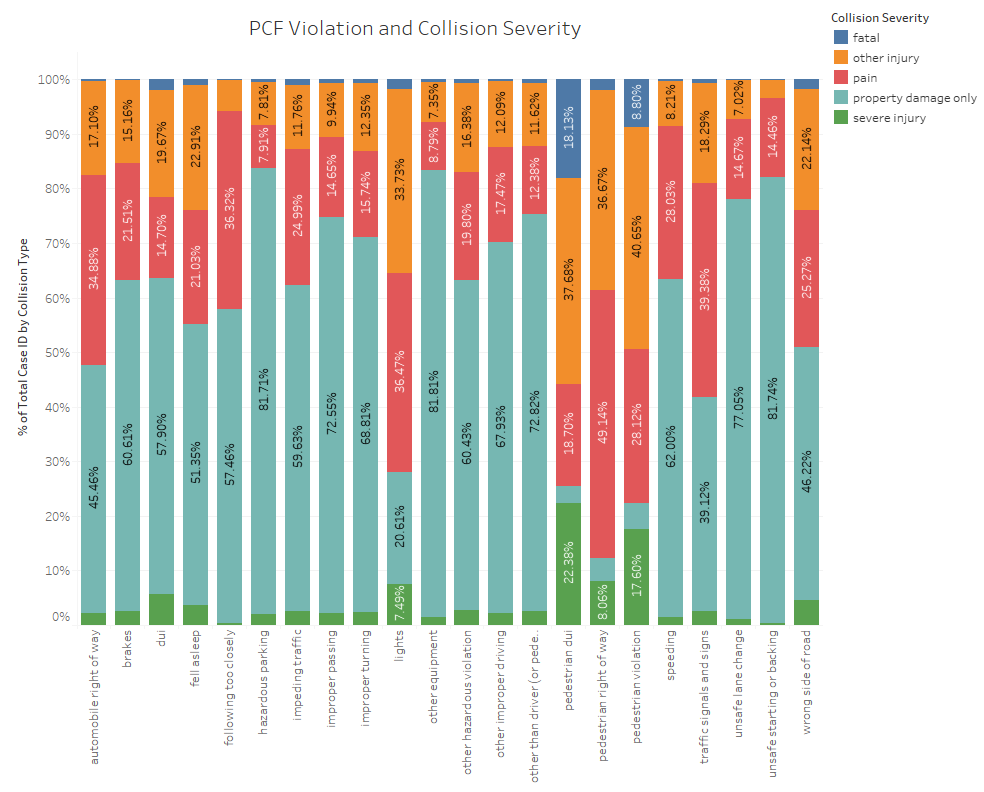 PCF Violation and Collision Severity
Collision Severity
fatal
other injury
pain
property damage only
severe injury
% of Total Case ID by Collision Type
100%
90%
80%
70%
60%
50%
40%
30%
20%
10%
0%
17.10%
34.88%
45.46%
15.16%
21.51%
60.61%
19.67%
14.70%
57.90%
22.91%
21.03%
51.35%
36.32%
57.46%
7.81%
7.91%
81.71%
11.76%
24.99%
59.63%
9.94%
14.65%
72.55%
12.35%
15.74%
68.81%
33.73%
36.47%
20.61%
7.49%
7.35%
8.79%
81.81%
16.38%
19.80%
60.43%
12.09%
17.47%
67.93%
11.62%
12.38%
72.82%
18.13%
37.68%
18.70%
22.38%
36.67%
49.14%
8.06%
8.80%
40.65%
28.12%
17.60%
8.21%
28.03%
62.00%
18.29%
39.38%
39.12%
7.02%
14.67%
77.05%
14.46%
81.74%
22.14%
25.27%
46.22%
automobile right of way
brakes
dui
fell asleep
following too closely
hazardous parking
impeding traffic
improper passing
improper turning
lights
other equipment
other hazardous violation
other improper driving
other than driver (or pede..
pedestrian dui
pedestrian right of way
pedestrian violation
speeding
traffic signals and signs
unsafe lane change
unsafe starting or backing
wrong side of road